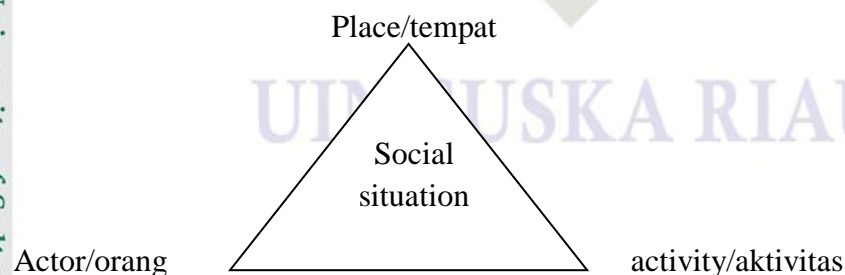 Place/tempat
Social
situation
Actor/orang
activity/aktivitas